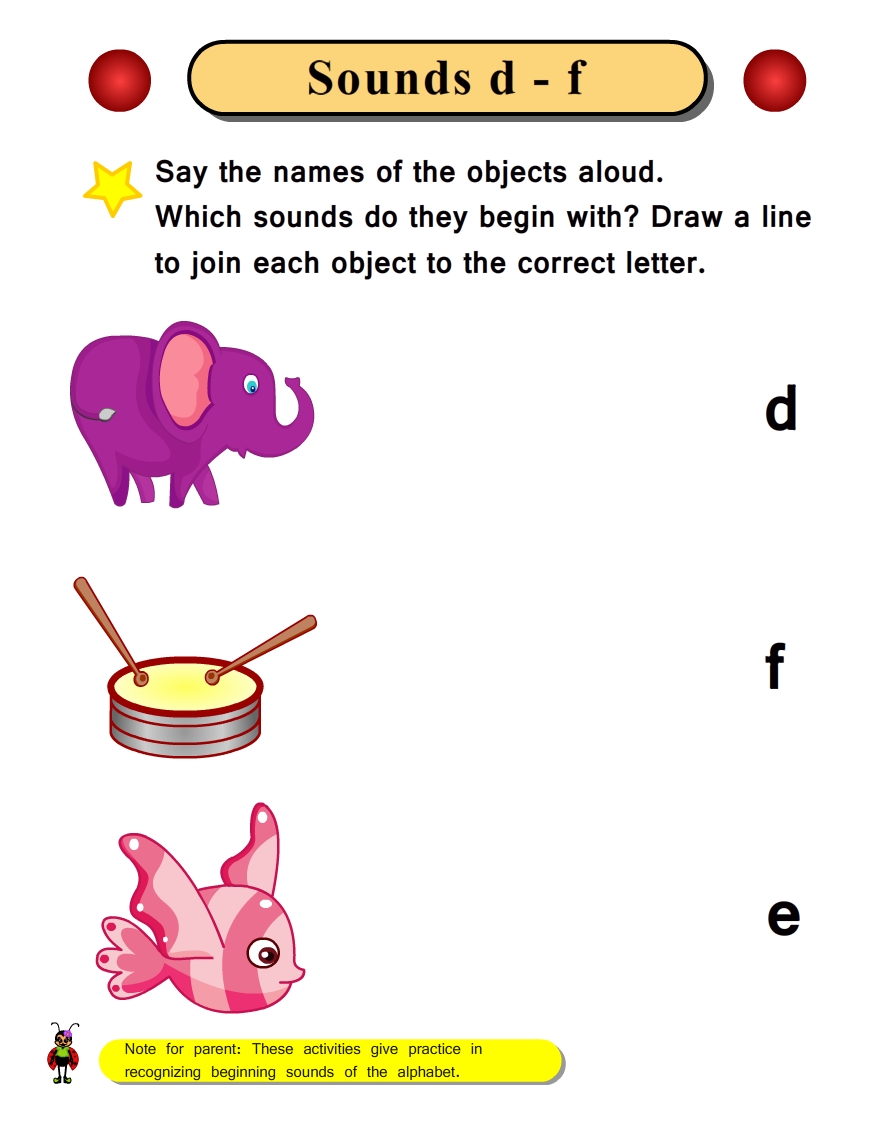 Sounds d - f
Say the names of the objects aloud.
Which sounds do they begin with? Draw a line
to join each object to the correct letter.
d
f
e
Note for parent: These activities give practice in
recognizing beginning sounds of the alphabet.